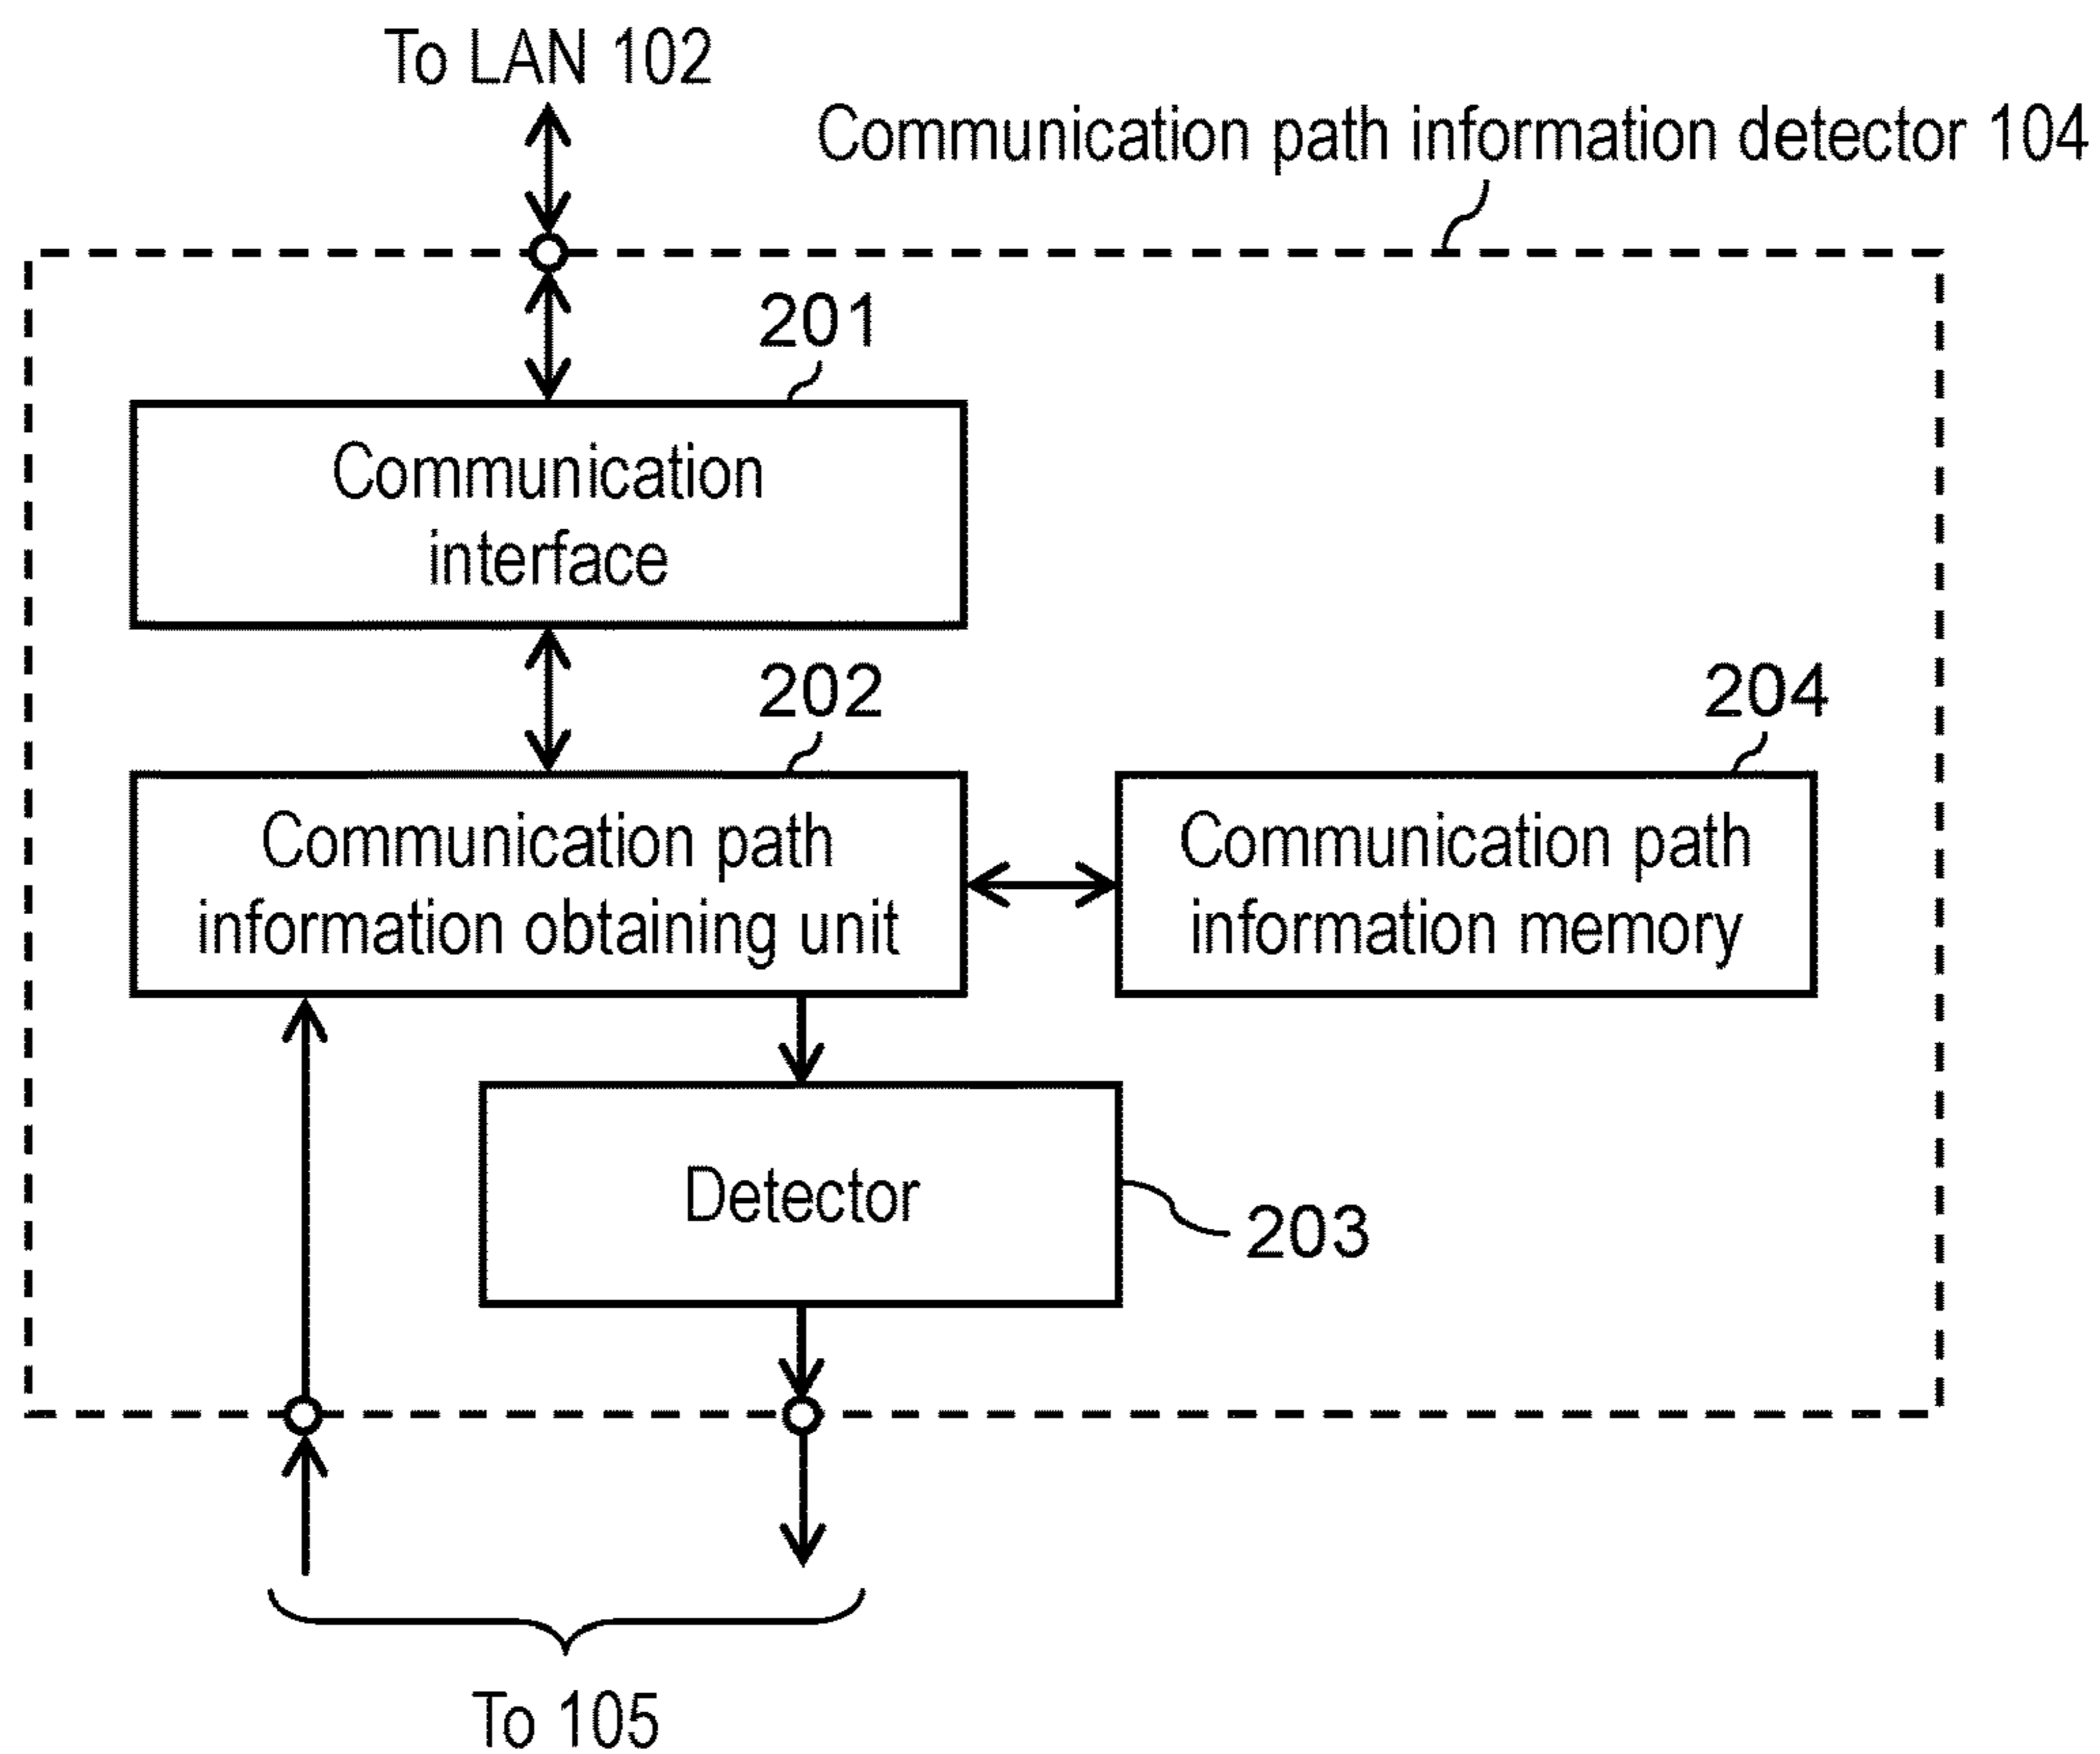 To LAN 102
Communication path information detector 104
201
Communication
interface
202
204
Communication path
information obtaining unit
Communication path
information memory
Detector
203
To 105